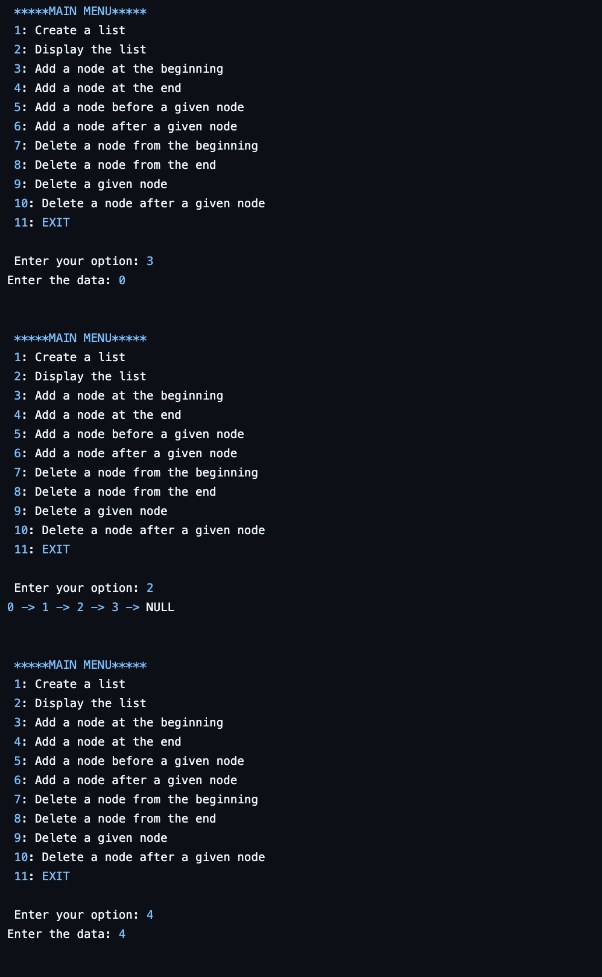 *****MAIN MENU*****
1: Create a list
2: Display the list
3: Add a node at the beginning
4: Add a node at the end
5: Add a node before a given node
6: Add a node after a given node
7: Delete a node from the beginning
8: Delete a node from the end
9: Delete a given node
10: Delete a node after a given node
11: EXIT
Enter your option: 3
Enter the data: 0
*****MAIN MENU*****
1: Create a list
2: Display the list
3: Add a node at the beginning
4: Add a node at the end
5: Add a node before a given node
6: Add a node after a given node
7: Delete a node from the beginning
8: Delete a node from the end
9: Delete a given node
10: Delete a node after a given node
11: EXIT
Enter your option: 2
0 -> 1 -> 2 -> 3 -> NULL
*****MAIN MENU*****
1: Create a list
2: Display the list
3: Add a node at the beginning
4: Add a node at the end
5: Add a node before a given node
6: Add a node after a given node
7: Delete a node from the beginning
8: Delete a node from the end
9: Delete a given node
10: Delete a node after a given node
11: EXIT
Enter your option: 4
Enter the data: 4